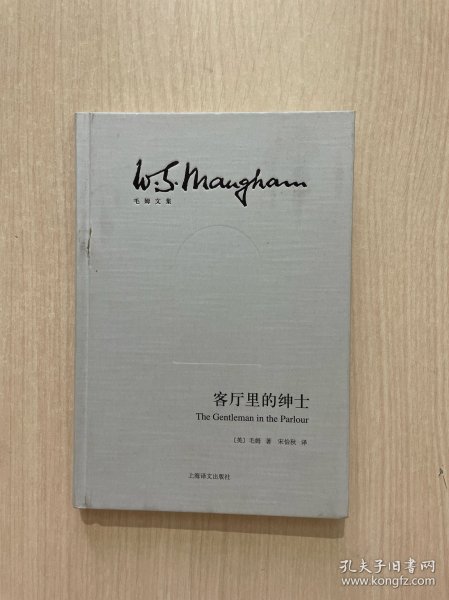 W.S. Maugham
毛姆文集
客厅里的绅士
The Gentleman in the Parlour
〔英〕毛姆 著 宋佥秋 译
上海译文出版社
孔夫子旧书网
www.kongfz.com